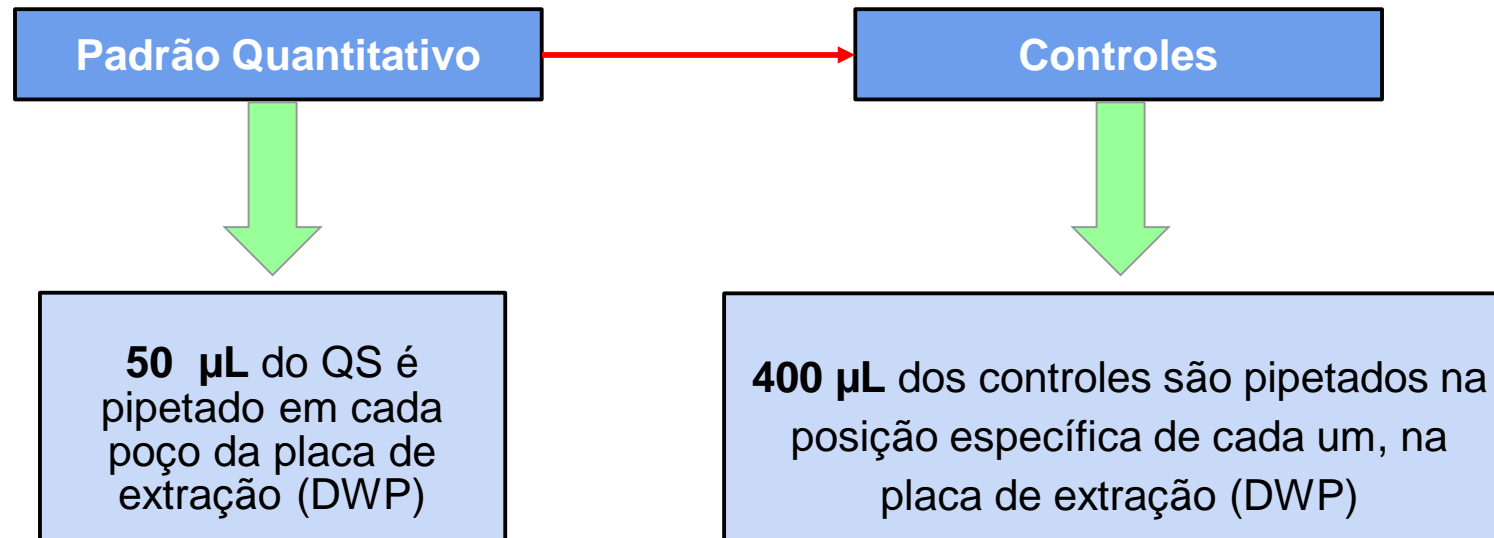 Padrão Quantitativo
Controles
50 µL do QS é
pipetado em cada
poço da placa de
extração (DWP)
400 µL dos controles são pipetados na
posição específica de cada um, na
placa de extração (DWP)